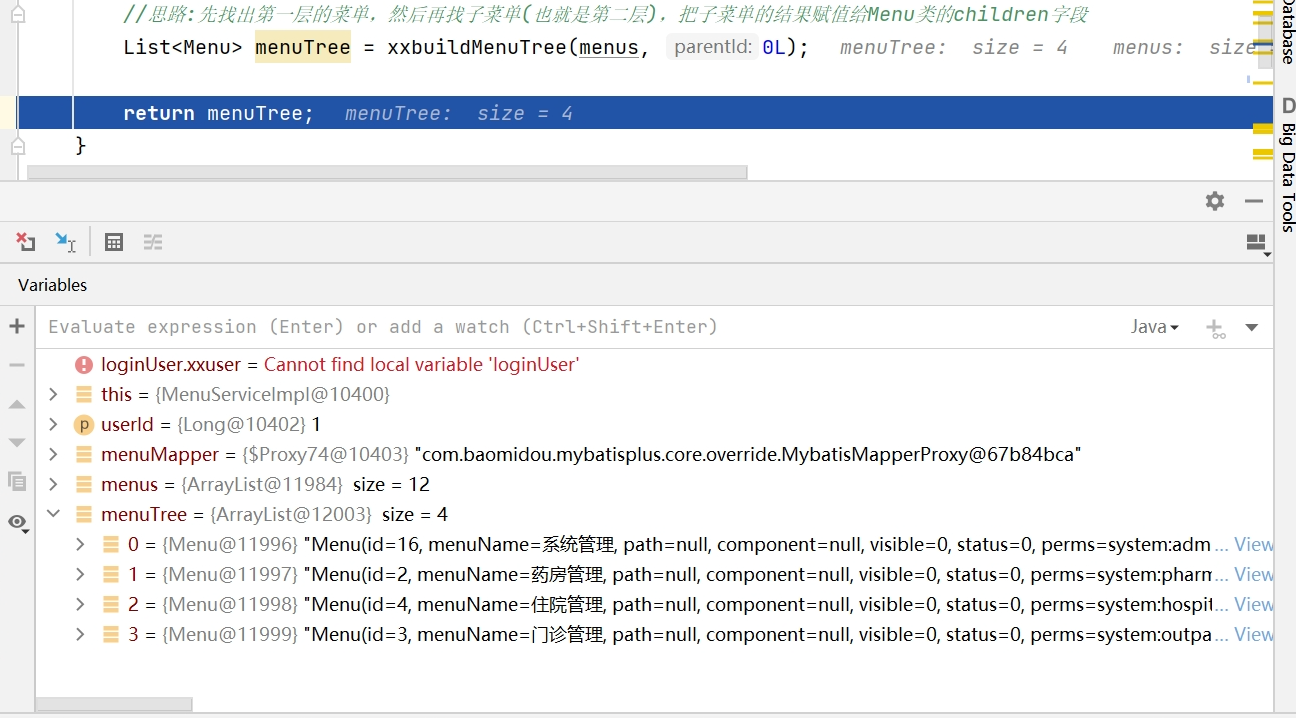 //思路:先找出第一层的菜单，然后再找子菜单(也就是第二层)，把子菜单的结果赋值给Menu类的children字段
List<Menu> menuTree = xxbuildMenuTree(menus, parentId: 0L); menuTree: size = 4 menus: size
return menuTree; menuTree: size = 4
}
Database
D
Big Data Tools
Variables
Evaluate expression (Enter) or add a watch (Ctrl+Shift+Enter)
Java
loginUser.xxuser = Cannot find local variable 'loginUser'
this = {MenuServiceImpl@10400}
p userId = {Long@10402} 1
menuMapper = {$Proxy74@10403} "com.baomidou.mybatisplus.core.override.MybatisMapperProxy@67b84bca"
menus = {ArrayList@11984} size = 12
menuTree = {ArrayList@12003} size = 4
0 = {Menu@11996} "Menu(id=16, menuName=系统管理, path=null, component=null, visible=0, status=0, perms=system:adm... View
1 = {Menu@11997} "Menu(id=2, menuName=药房管理, path=null, component=null, visible=0, status=0, perms=system:pharm... View
2 = {Menu@11998} "Menu(id=4, menuName=住院管理, path=null, component=null, visible=0, status=0, perms=system:hospit... View
3 = {Menu@11999} "Menu(id=3, menuName=门诊管理, path=null, component=null, visible=0, status=0, perms=system:outpa... View